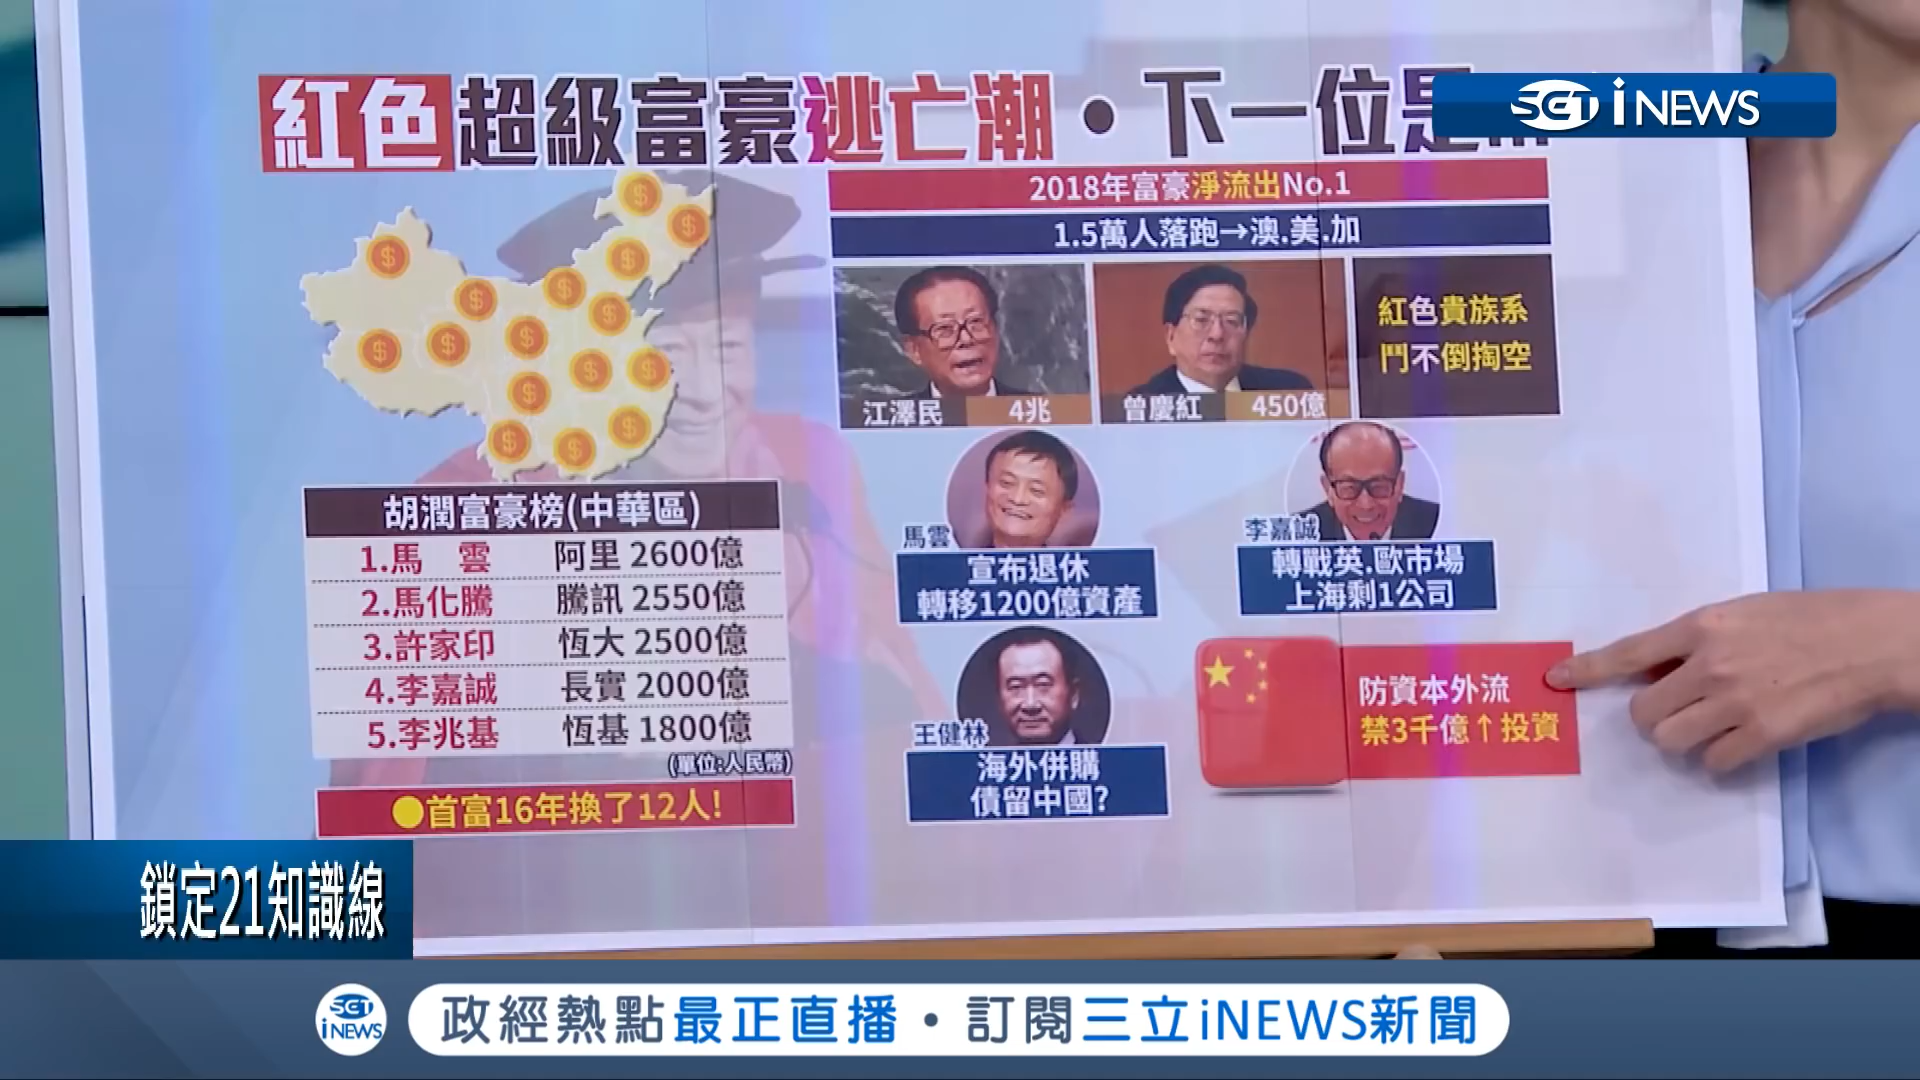 紅色超級富豪逃亡潮・下一位是
SET iNEWS
2018年富豪淨流出No.1
1.5萬人落跑→澳.美.加
江澤民 4兆
曾慶紅 450億
紅色貴族系
鬥不倒掏空
胡潤富豪榜(中華區)
1.馬 雲 阿里 2600億
2.馬化騰 騰訊 2550億
3.許家印 恆大 2500億
4.李嘉誠 長實 2000億
5.李兆基 恆基 1800億
(單位:人民幣)
●首富16年換了12人!
馬雲
宣布退休
轉移1200億資產
李嘉誠
轉戰英.歐市場
上海剩1公司
王健林
海外併購
債留中國?
防資本外流
禁3千億↑投資
鎖定21知識線
SET iNEWS
政經熱點最正直播・訂閱三立iNEWS新聞